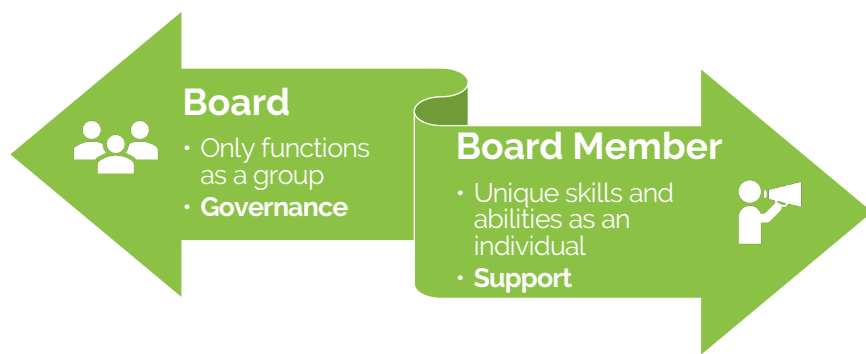 Board
• Only functions
as a group
• Governance
Board Member
• Unique skills and
abilities as an
individual
• Support